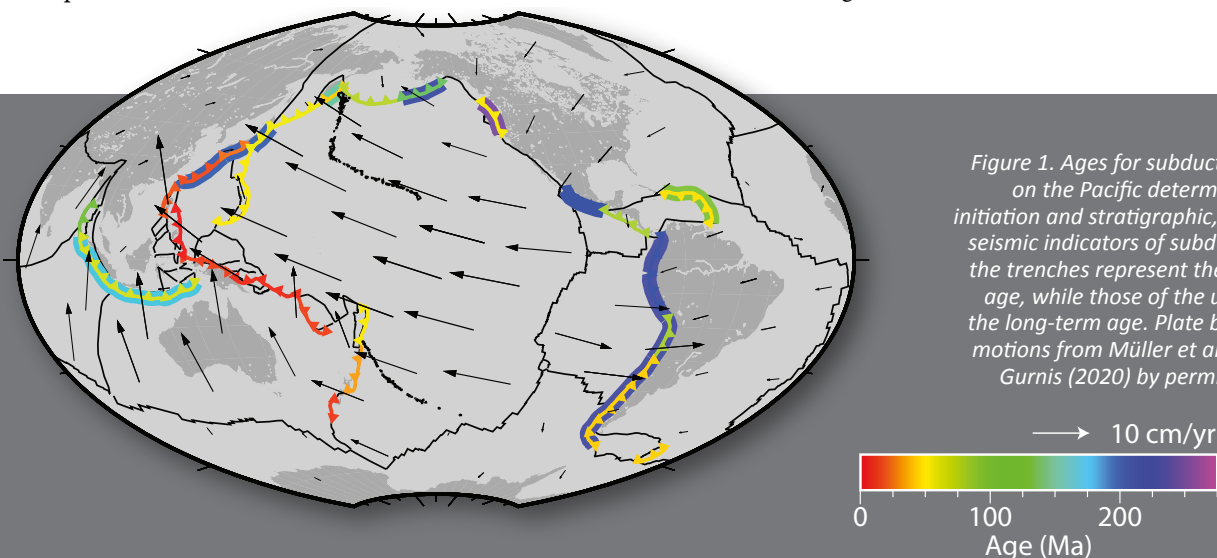 Figure 1. Ages for subduct
on the Pacific determ
initiation and stratigraphic,
seismic indicators of subd
the trenches represent the
age, while those of the u
the long-term age. Plate b
motions from Müller et a
Gurnis (2020) by permi
10 cm/yr
0 100 200
Age (Ma)